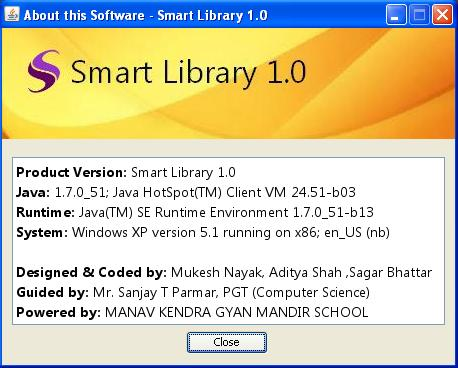 About this Software - Smart Library 1.0
Smart Library 1.0
Product Version: Smart Library 1.0
Java: 1.7.0_51; Java HotSpot(TM) Client VM 24.51-b03
Runtime: Java(TM) SE Runtime Environment 1.7.0_51-b13
System: Windows XP version 5.1 running on x86; en_US (nb)
Designed & Coded by: Mukesh Nayak, Aditya Shah ,Sagar Bhattar
Guided by: Mr. Sanjay T Parmar, PGT (Computer Science)
Powered by: MANAV KENDRA GYAN MANDIR SCHOOL
Close